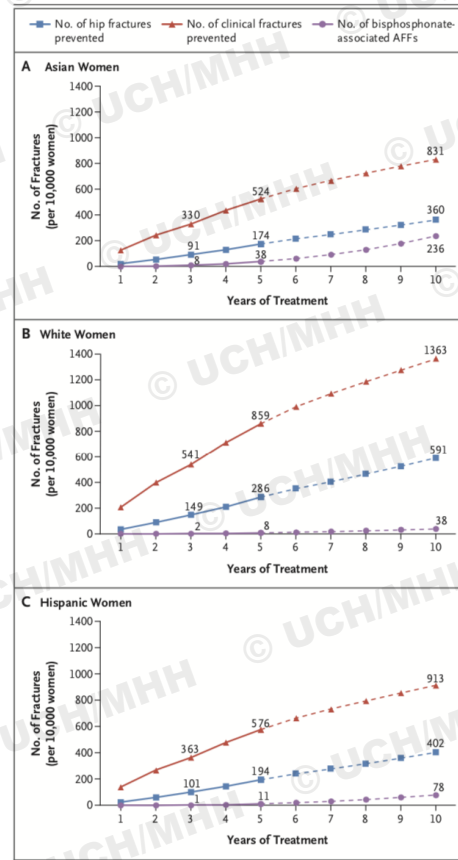 No. of hip fractures prevented
No. of clinical fractures prevented
No. of bisphosphonate-associated AFFs
A Asian Women
No. of Fractures
(per 10,000 women)
1400
1200
1000
800
600
400
200
0
330
524
831
91
174
360
8
38
236
1 2 3 4 5 6 7 8 9 10
Years of Treatment
B White Women
No. of Fractures
(per 10,000 women)
1400
1200
1000
800
600
400
200
0
541
859
1363
149
286
591
2
8
38
1 2 3 4 5 6 7 8 9 10
Years of Treatment
C Hispanic Women
No. of Fractures
(per 10,000 women)
1400
1200
1000
800
600
400
200
0
363
576
913
101
194
402
1
11
78
1 2 3 4 5 6 7 8 9 10
Years of Treatment
© UCH/MHH